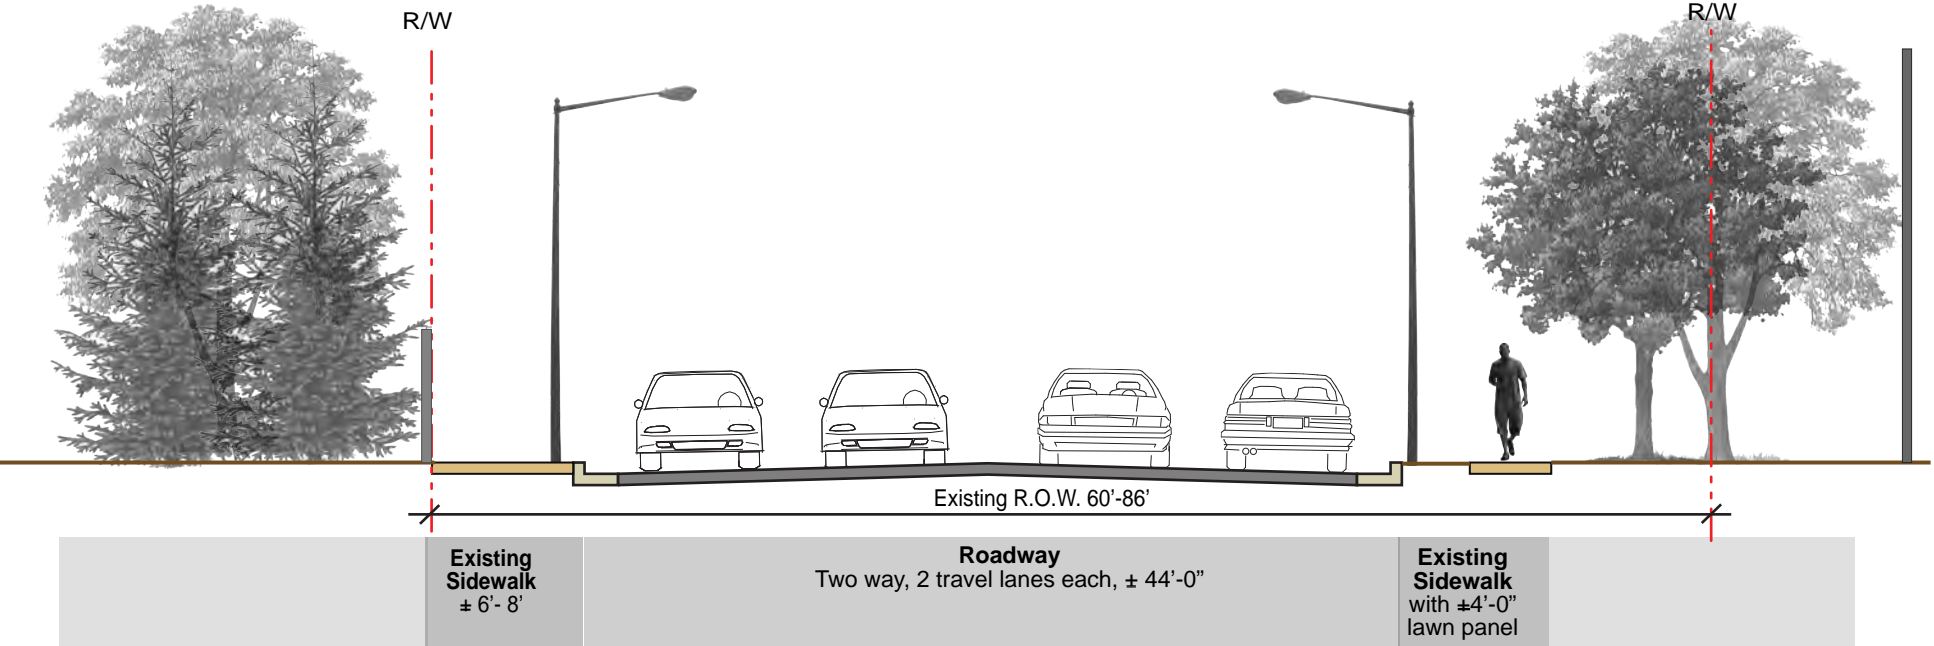 R/W
R/W
Existing R.O.W. 60’-86’
Existing
Sidewalk
± 6’- 8’
Roadway
Two way, 2 travel lanes each, ± 44’-0”
Existing
Sidewalk
with ±4’-0”
lawn panel